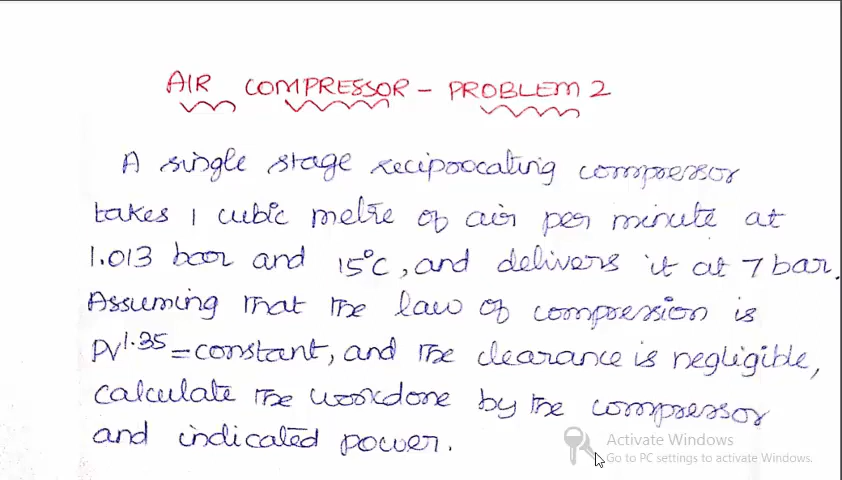 AIR COMPRESSOR - PROBLEM 2
A single stage reciprocating compressor
takes 1 cubic metre of air per minute at
1.013 bar and 15°C, and delivers it at 7 bar.
Assuming that the law of compression is
PV^1.35 = constant, and the clearance is negligible,
calculate the workdone by the compressor
and indicated power.
Activate Windows
Go to PC settings to activate Windows.